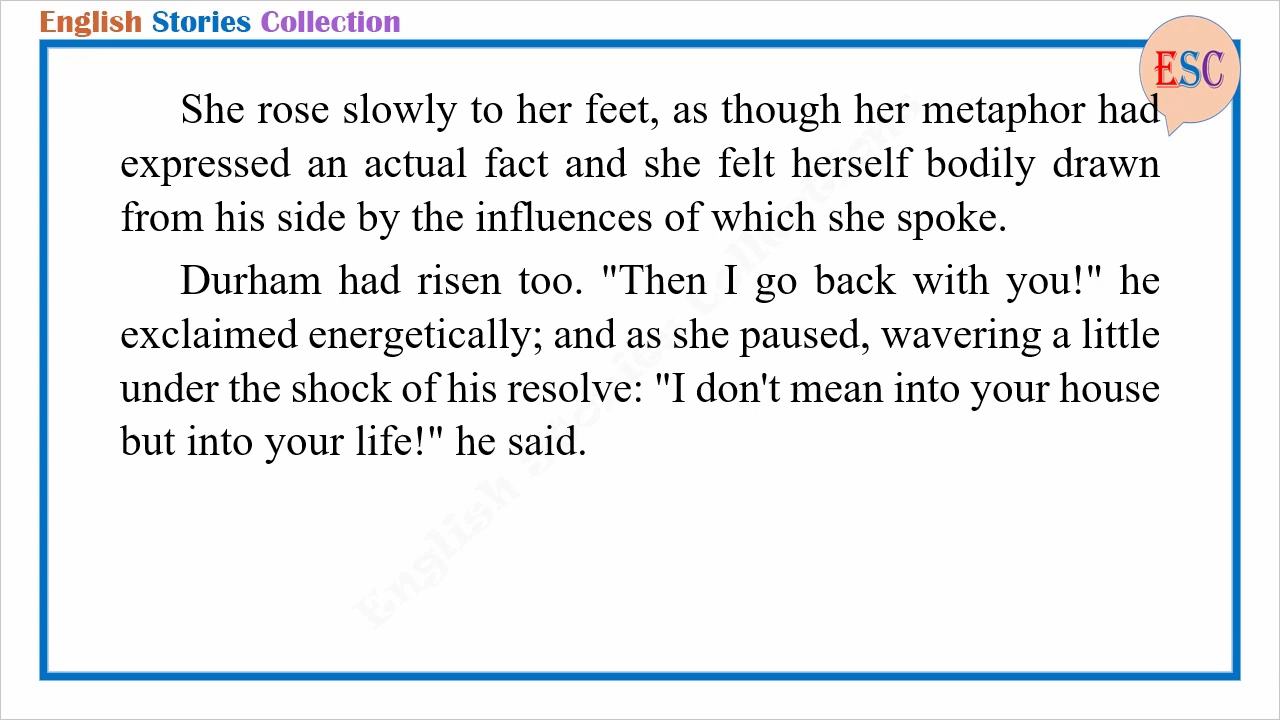 English Stories Collection
ESC
She rose slowly to her feet, as though her metaphor had
expressed an actual fact and she felt herself bodily drawn
from his side by the influences of which she spoke.
Durham had risen too. "Then I go back with you!" he
exclaimed energetically; and as she paused, wavering a little
under the shock of his resolve: "I don't mean into your house
but into your life!" he said.